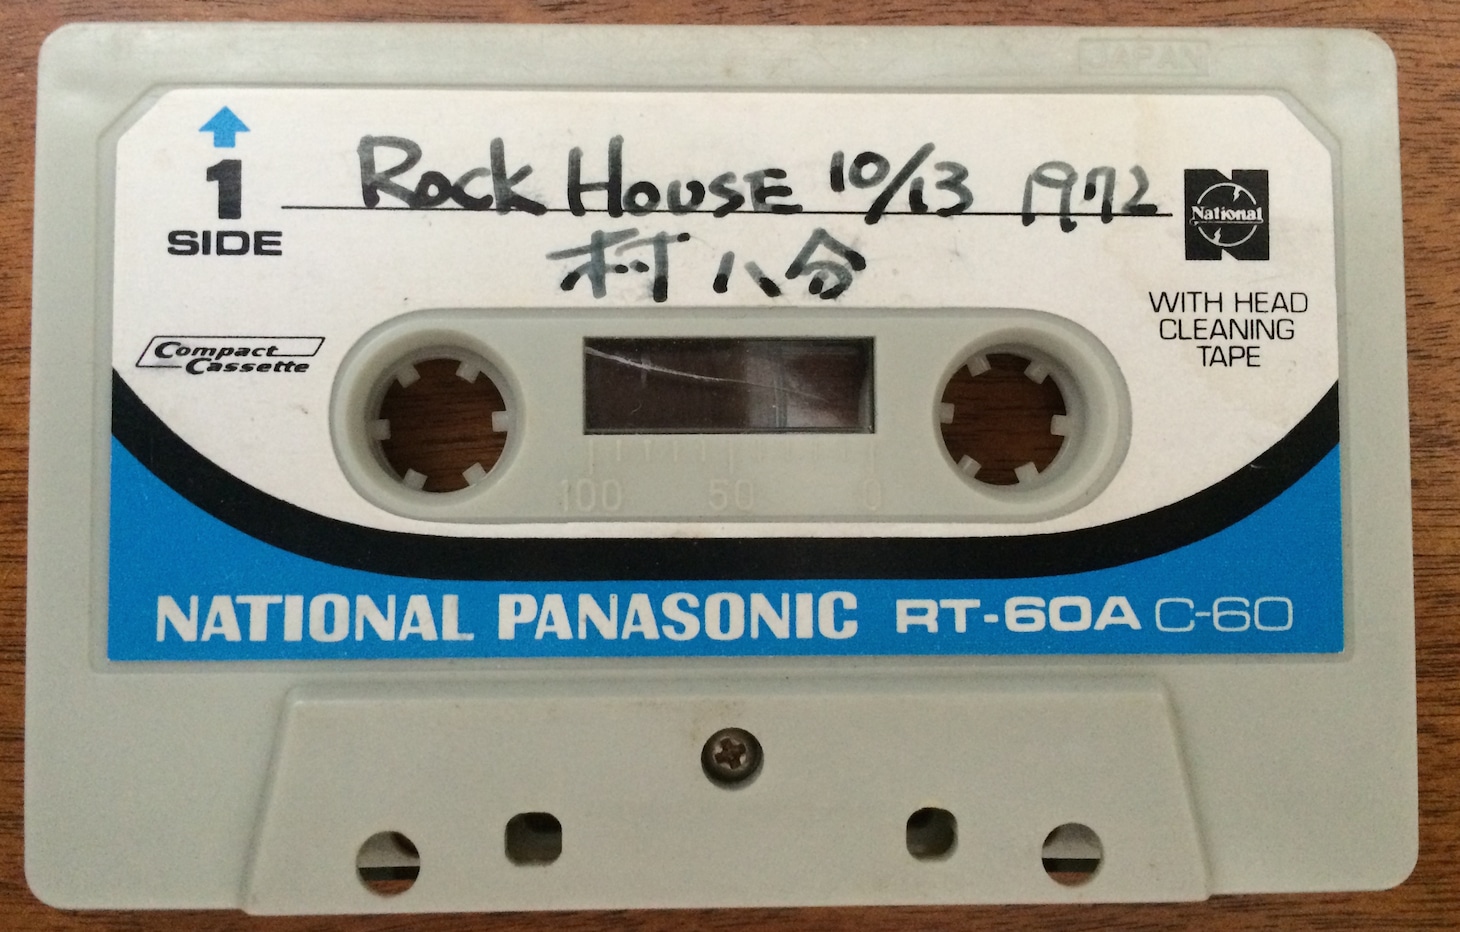 JAPAN
1
SIDE
Rock House 10/13 1972
村八分
National
WITH HEAD
CLEANING
TAPE
Compact
Cassette
100 50 0
NATIONAL PANASONIC RT-60A C-60